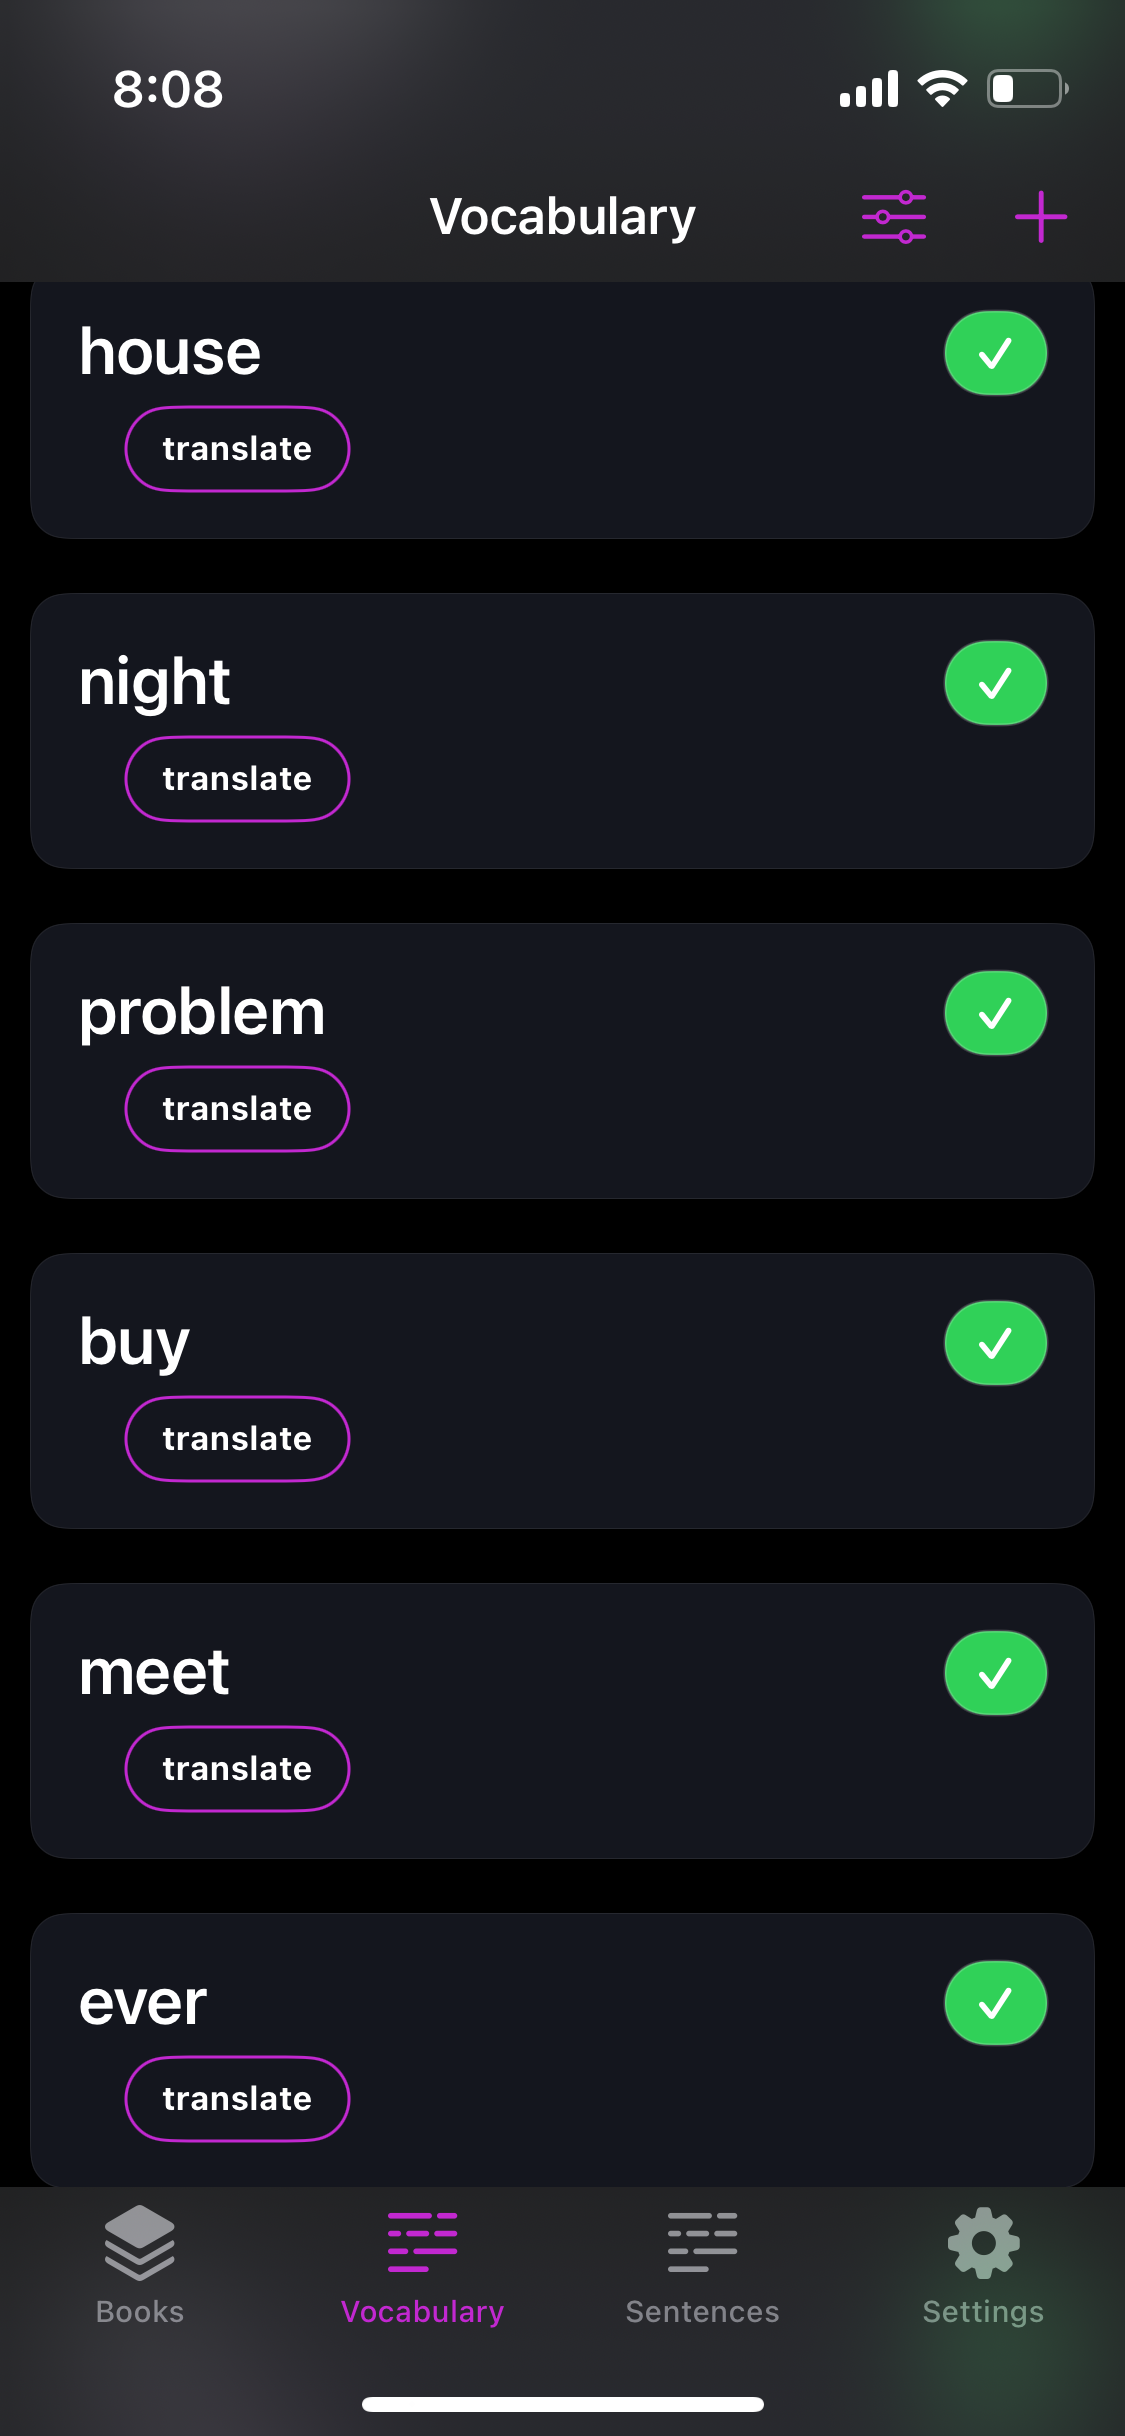 8:08
Vocabulary
house
translate
night
translate
problem
translate
buy
translate
meet
translate
ever
translate
Books
Vocabulary
Sentences
Settings